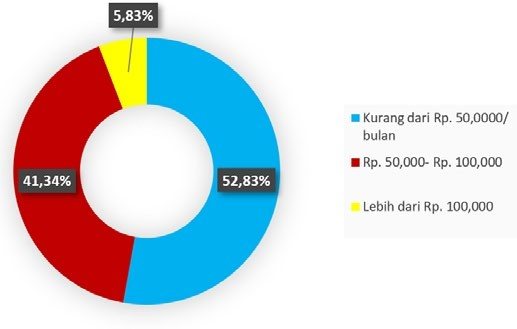 5,83%
41,34%
52,83%
Kurang dari Rp. 50,0000/
bulan
Rp. 50,000- Rp. 100,000
Lebih dari Rp. 100,000